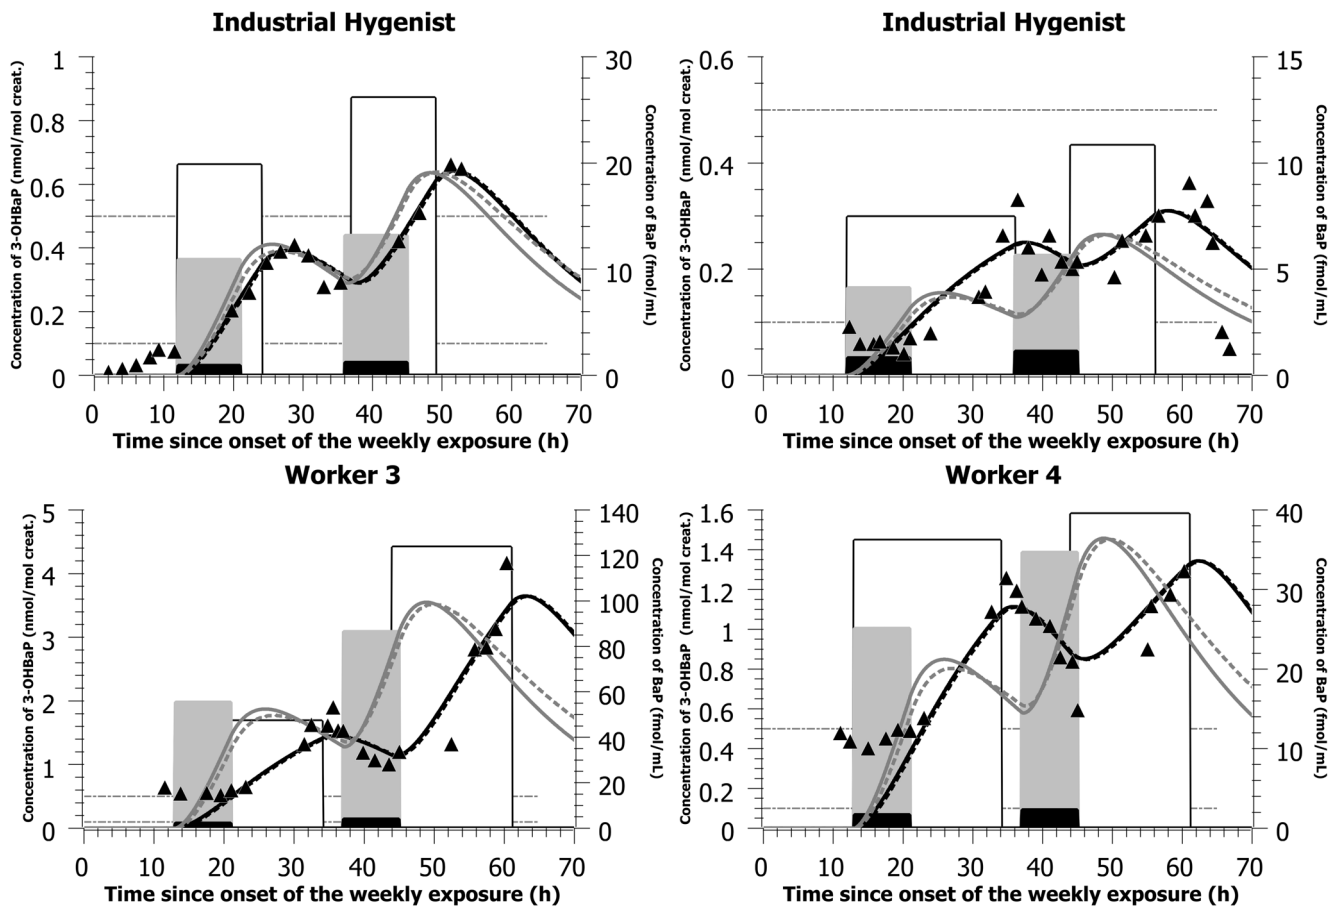 Industrial Hygenist
Industrial Hygenist
Concentration of 3-OHBaP (nmol/mol creat.)
1
0.8
0.6
0.4
0.2
0
30
20
10
0
Concentration of BaP (fmol/mL)
0 10 20 30 40 50 60 70
Time since onset of the weekly exposure (h)
Concentration of 3-OHBaP (nmol/mol creat.)
0.6
0.4
0.2
0
15
10
5
0
Concentration of BaP (fmol/mL)
0 10 20 30 40 50 60 70
Time since onset of the weekly exposure (h)
Worker 3
Worker 4
Concentration of 3-OHBaP (nmol/mol creat.)
5
4
3
2
1
0
140
120
100
80
60
40
20
0
Concentration of BaP (fmol/mL)
0 10 20 30 40 50 60 70
Time since onset of the weekly exposure (h)
Concentration of 3-OHBaP (nmol/mol creat.)
1.6
1.4
1.2
1
0.8
0.6
0.4
0.2
0
40
30
20
10
0
Concentration of BaP (fmol/mL)
0 10 20 30 40 50 60 70
Time since onset of the weekly exposure (h)